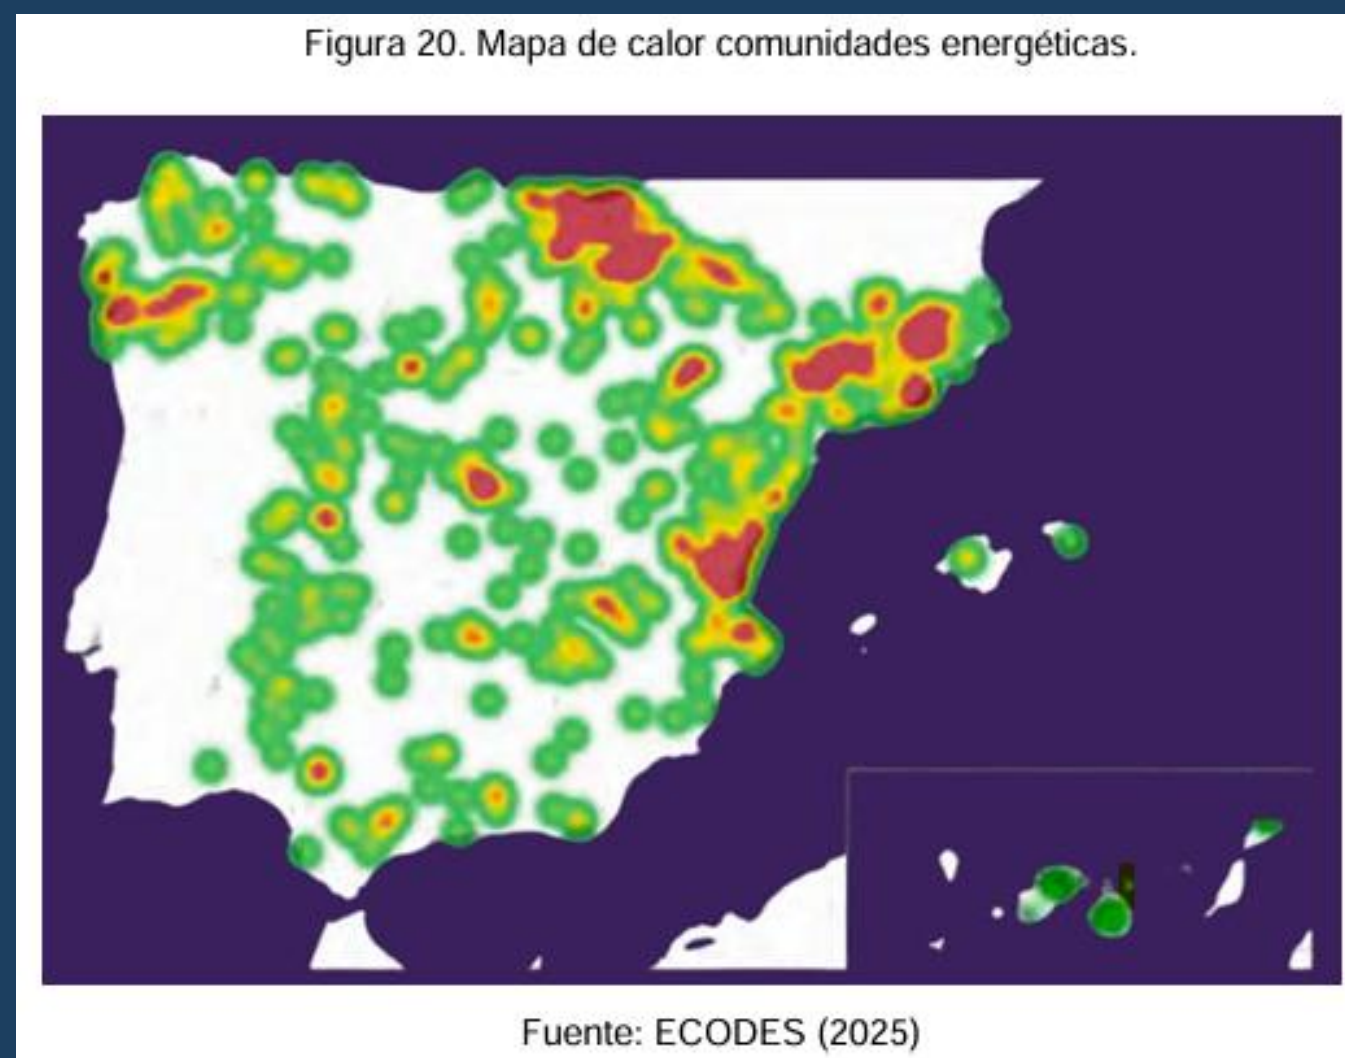 Figura 20. Mapa de calor comunidades energéticas.
Fuente: ECODES (2025)